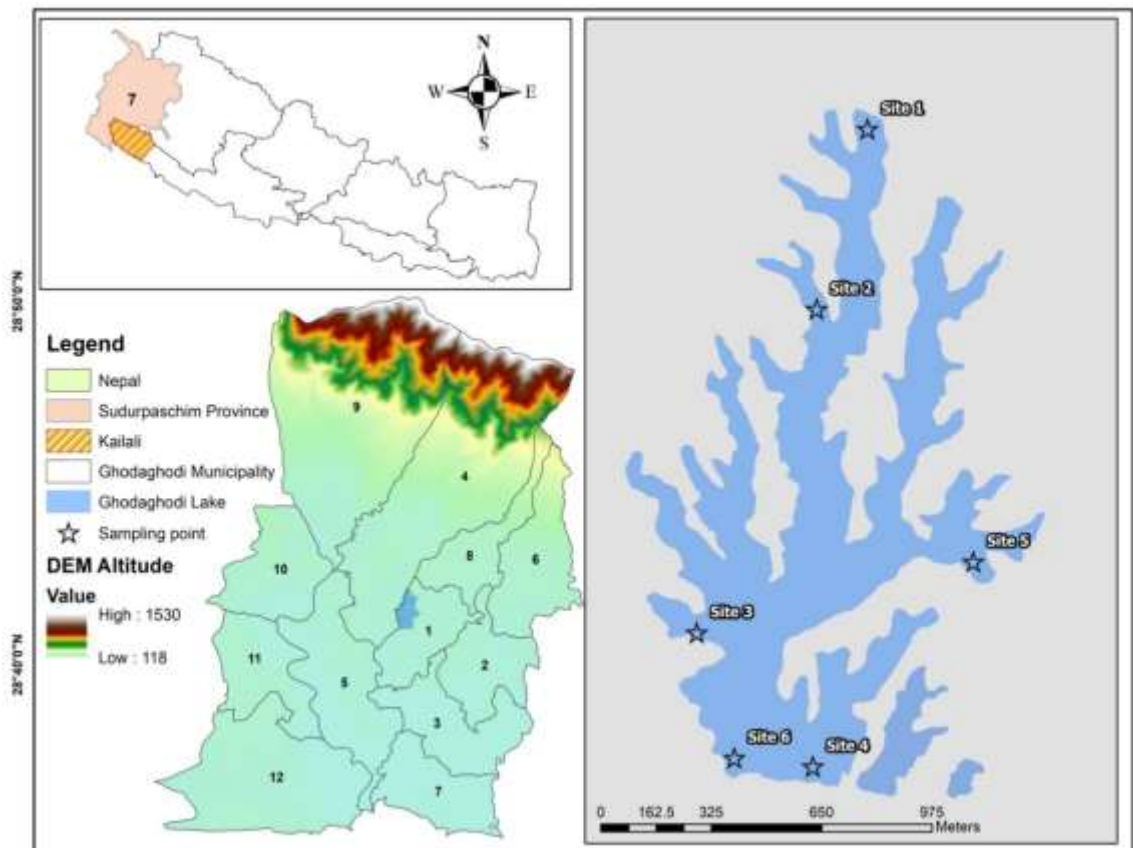 N
W E
S
7
28°50'0"N
28°40'0"N
Legend
Nepal
Sudurpaschim Province
Kailali
Ghodaghodi Municipality
Ghodaghodi Lake
Sampling point
DEM Altitude
Value
High : 1530
Low : 118
9
4
8
6
10
1
11
2
5
3
12
7
Site 1
Site 2
Site 5
Site 3
Site 6
Site 4
0 162.5 325 650 975
Meters